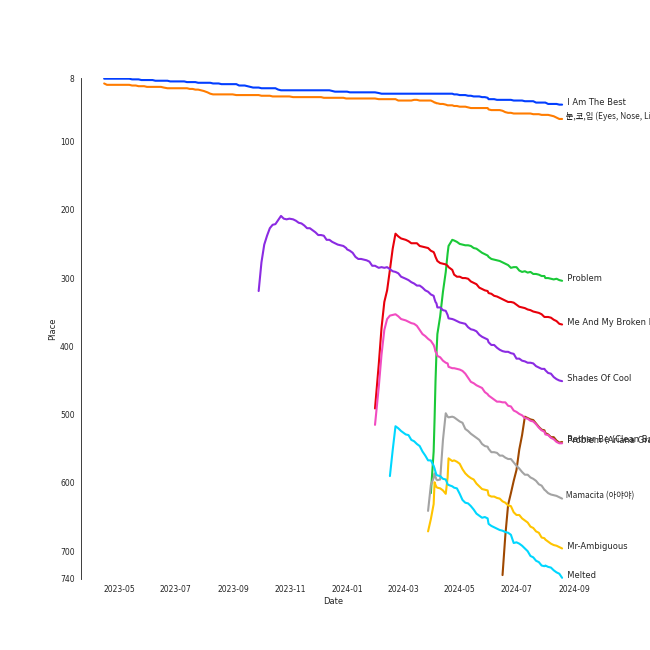 8
I Am The Best
눈,코,입 (Eyes, Nose, Li
100
200
300
Problem
Place
Me And My Broken
400
Shades Of Cool
500
600
Mamacita (아야야)
700
Mr-Ambiguous
740
Melted
2023-05
2023-07
2023-09
2023-11
2024-01
2024-03
2024-05
2024-07
2024-09
Date